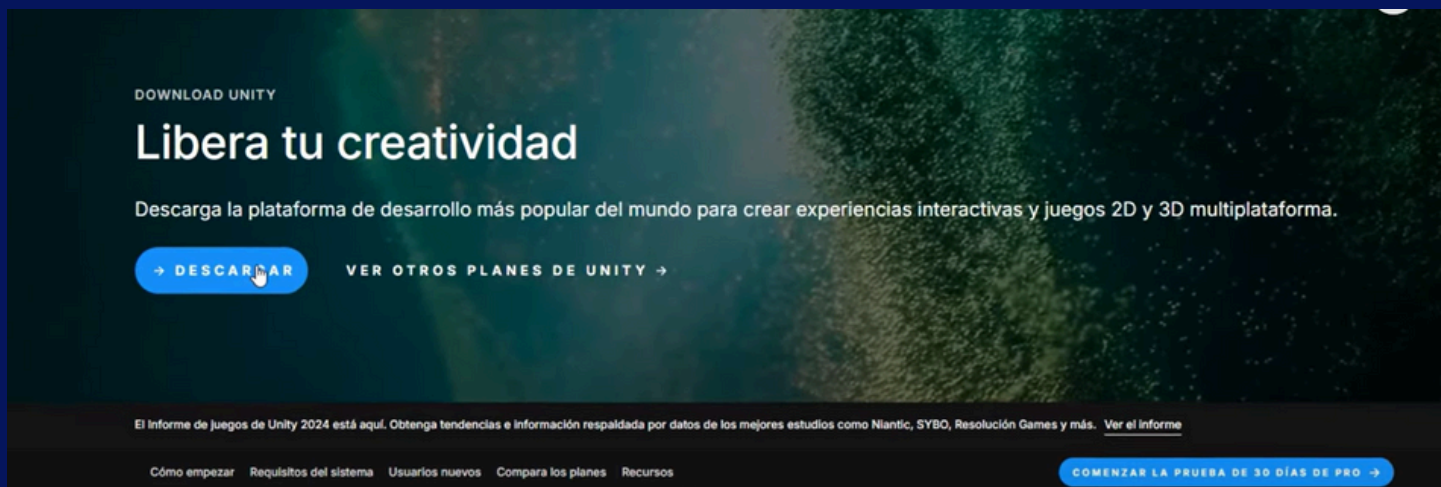 DOWNLOAD UNITY
Libera tu creatividad
Descarga la plataforma de desarrollo más popular del mundo para crear experiencias interactivas y juegos 2D y 3D multiplataforma.
→ DESCARGAR VER OTROS PLANES DE UNITY →
El Informe de juegos de Unity 2024 está aquí. Obtenga tendencias e información respaldada por datos de los mejores estudios como Niantic, SYBO, Resolución Games y más. Ver el informe
Cómo empezar Requisitos del sistema Usuarios nuevos Compara los planes Recursos COMENZAR LA PRUEBA DE 30 DÍAS DE PRO →